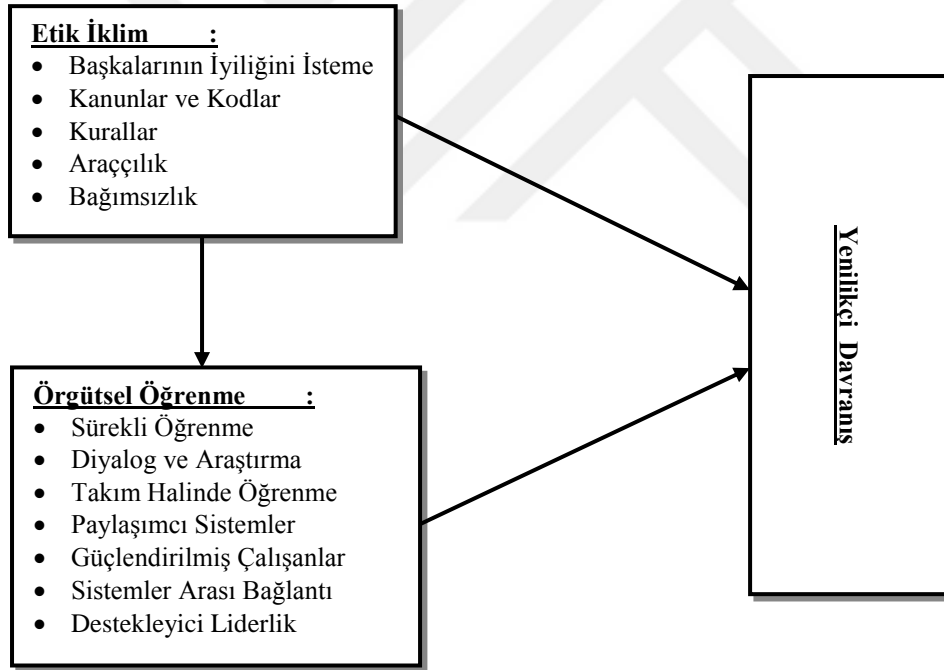 Etik İklim :
• Başkalarının İyiliğini İsteme
• Kanunlar ve Kodlar
• Kurallar
• Araççılık
• Bağımsızlık
Örgütsel Öğrenme :
• Sürekli Öğrenme
• Diyalog ve Araştırma
• Takım Halinde Öğrenme
• Paylaşımcı Sistemler
• Güçlendirilmiş Çalışanlar
• Sistemler Arası Bağlantı
• Destekleyici Liderlik
Yenilikçi Davranış